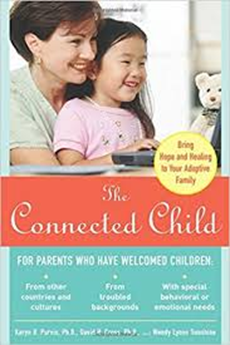 Bring
Hope and Healing
to Your Adoptive
Family
The
Connected Child
FOR PARENTS WHO HAVE WELCOMED CHILDREN:
From other
countries and
cultures
From
troubled
backgrounds
With special
behavioral or
emotional needs
Karyn B. Purvis, Ph.D., David R. Cross, Ph.D., Wendy Lyons Sunshine